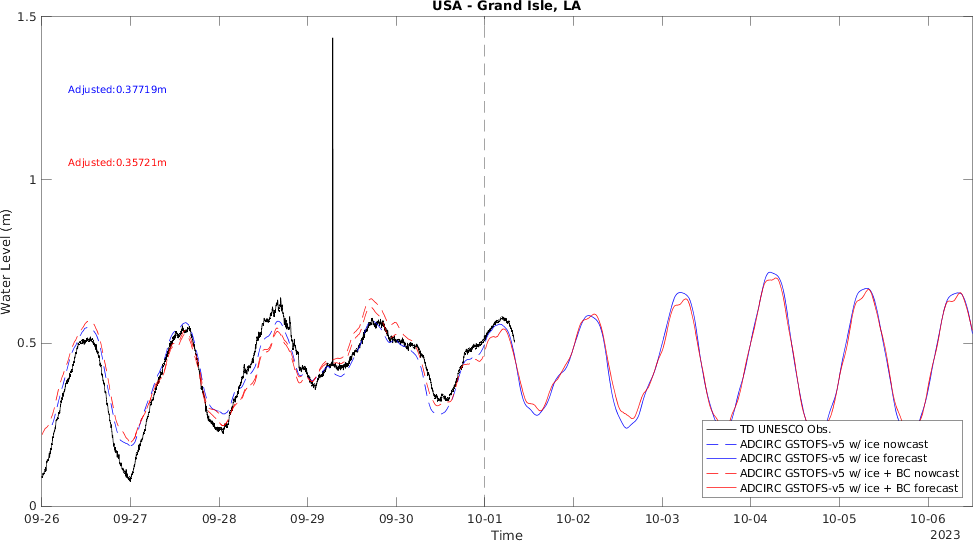 USA - Grand Isle, LA
1.5
Adjusted:0.37719m
Adjusted:0.35721m
1
Water Level (m)
0.5
0
TD UNESCO Obs.
ADCIRC GSTOFS-v5 w/ ice nowcast
ADCIRC GSTOFS-v5 w/ ice forecast
ADCIRC GSTOFS-v5 w/ ice + BC nowcast
ADCIRC GSTOFS-v5 w/ ice + BC forecast
09-26 09-27 09-28 09-29 09-30 10-01 10-02 10-03 10-04 10-05 10-06
Time
2023